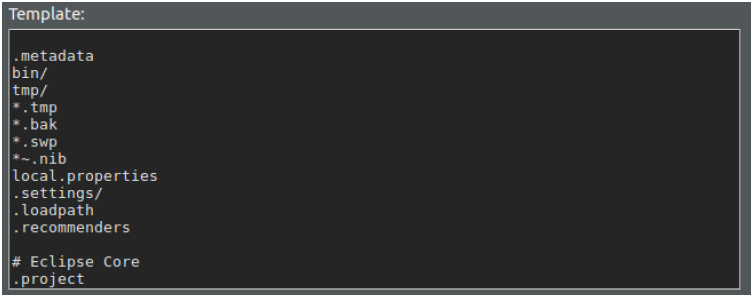 Template:
.metadata
bin/
tmp/
*.tmp
*.bak
*.swp
*~.nib
local.properties
.settings/
.loadpath
.recommenders
# Eclipse Core
.project